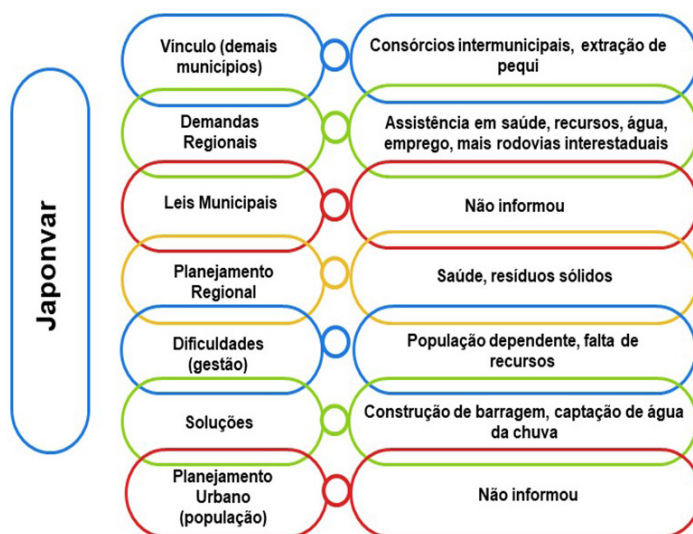 Japonvar
Vínculo (demais
municípios)
Consórcios intermunicipais, extração de
pequi
Demandas
Regionais
Assistência em saúde, recursos, água,
emprego, mais rodovias interestaduais
Leis Municipais
Não informou
Planejamento
Regional
Saúde, resíduos sólidos
Dificuldades
(gestão)
População dependente, falta de
recursos
Soluções
Construção de barragem, captação de água
da chuva
Planejamento
Urbano
(população)
Não informou